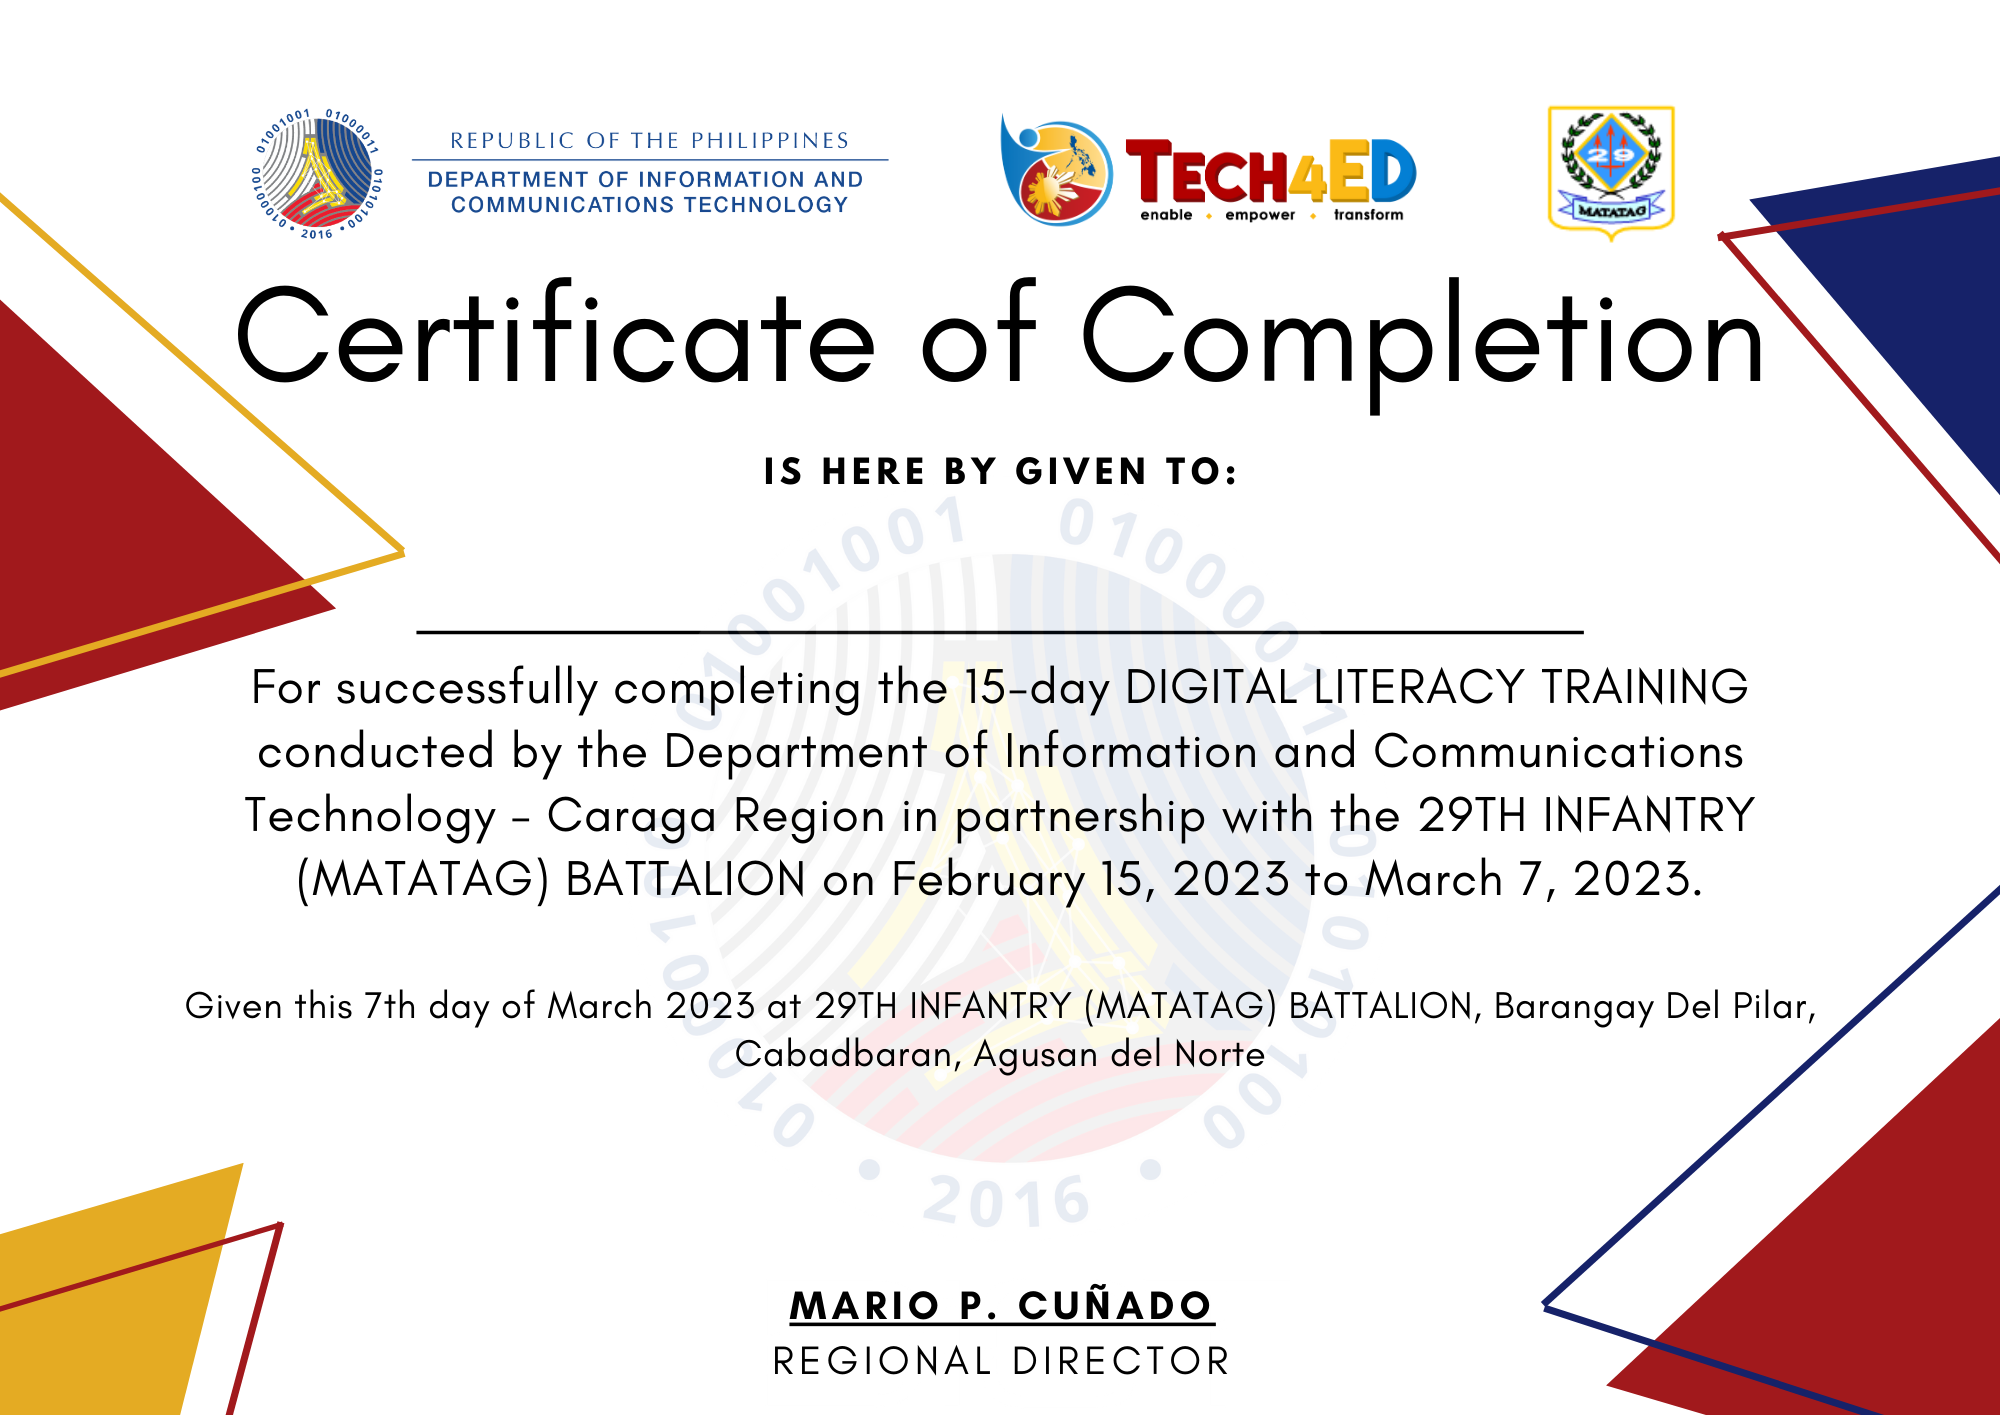 01001001 01000011 01010100 00101010 • 2016 •
REPUBLIC OF THE PHILIPPINES
DEPARTMENT OF INFORMATION AND
COMMUNICATIONS TECHNOLOGY
TECH4ED
enable • empower • transform
29
MATATAG
Certificate of Completion
IS HERE BY GIVEN TO:
For successfully completing the 15-day DIGITAL LITERACY TRAINING
conducted by the Department of Information and Communications
Technology - Caraga Region in partnership with the 29TH INFANTRY
(MATATAG) BATTALION on February 15, 2023 to March 7, 2023.
Given this 7th day of March 2023 at 29TH INFANTRY (MATATAG) BATTALION, Barangay Del Pilar,
Cabadbaran, Agusan del Norte
• 2016 •
MARIO P. CUÑADO
REGIONAL DIRECTOR